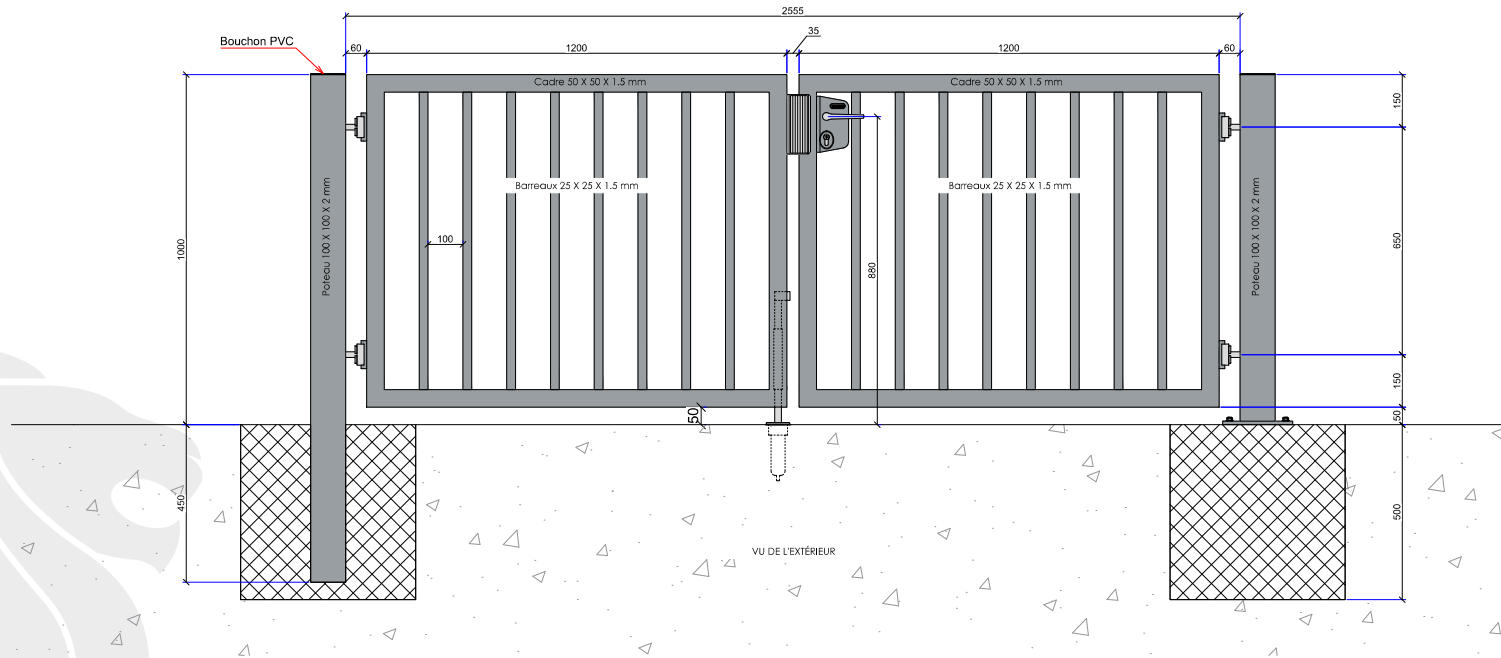 2555
35
Bouchon PVC
60
1200
1200
60
Cadre 50 X 50 X 1.5 mm
Cadre 50 X 50 X 1.5 mm
150
Barreaux 25 X 25 X 1.5 mm
Barreaux 25 X 25 X 1.5 mm
Poteau 100 X 100 X 2 mm
Poteau 100 X 100 X 2 mm
1000
100
880
650
150
50
50
450
500
VU DE L'EXTÉRIEUR